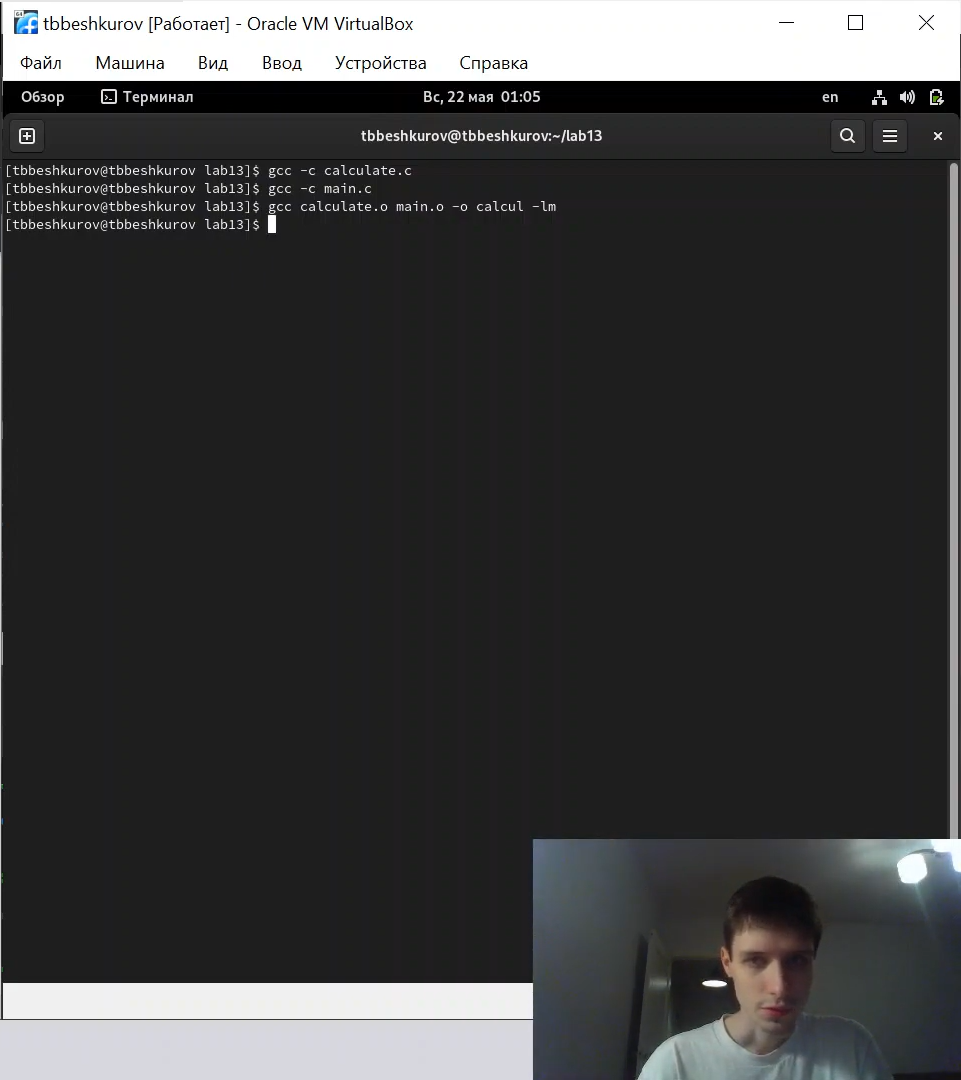 tbbeshkurov [Работает] - Oracle VM VirtualBox
Файл Машина Вид Ввод Устройства Справка
Обзор Терминал Вс, 22 мая 01:05 en
tbbeshkurov@tbbeshkurov:~/lab13
[tbbeshkurov@tbbeshkurov lab13]$ gcc -c calculate.c
[tbbeshkurov@tbbeshkurov lab13]$ gcc -c main.c
[tbbeshkurov@tbbeshkurov lab13]$ gcc calculate.o main.o -o calcul -lm
[tbbeshkurov@tbbeshkurov lab13]$